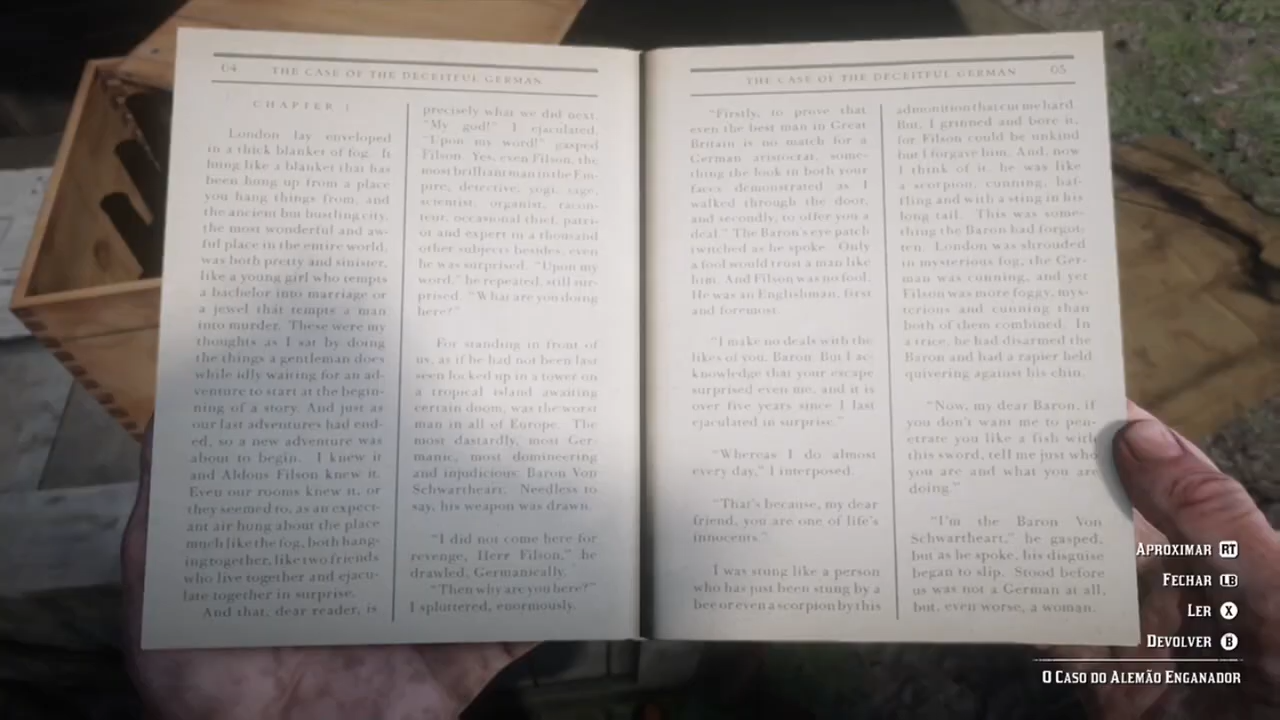 64
THE CASE OF THE DECEITFUL GERMAN
CHAPTER 1
London lay enveloped
in a thick blanket of fog. It
hung like a blanket that has
been hung up from a place
you hang things from, and
the ancient but bustling city,
the most wonderful and aw-
ful place in the entire world,
was both pretty and sinister,
like a young girl who tempts
a bachelor into marriage or
a jewel that tempts a man
into murder. These were my
thoughts as I sat by doing
the things a gentleman does
while idly waiting for an ad-
venture to start at the begin-
ning of a story. And just as
our last adventures had end-
ed, so a new adventure was
about to begin. I knew it
and Aldous Filson knew it.
Even our rooms knew it, or
they seemed to, as an expect-
ant air hung about the place
much like the fog, both hang-
ing together, like two friends
who live together and ejacu-
late together in surprise.
And that, dear reader, is
precisely what we did next.
"My god!" I ejaculated.
"Upon my word!" gasped
Filson. Yes, even Filson, the
most brilliant man in the Em-
pire, detective, yogi, sage,
scientist, organist, racon-
teur, occasional thief, patri-
ot and expert in a thousand
other subjects besides, even
he was surprised. "Upon my
word," he repeated, still sur-
prised. "What are you doing
here?"
For standing in front of
us, as if he had not been last
seen locked up in a tower on
a tropical island awaiting
certain doom, was the worst
man in all of Europe. The
most dastardly, most Ger-
manic, most domineering
and injudicious: Baron Von
Schwartheart. Needless to
say, his weapon was drawn.
"I did not come here for
revenge, Herr Filson," he
drawled, Germanically.
"Then why are you here?"
I spluttered, enormously.
THE CASE OF THE DECEITFUL GERMAN
65
"Firstly, to prove that
even the best man in Great
Britain is no match for a
German aristocrat, some-
thing the look in both your
faces demonstrated as I
walked through the door,
and secondly, to offer you a
deal." The Baron's eye patch
twitched as he spoke. Only
a fool would trust a man like
him. And Filson was no fool.
He was an Englishman, first
and foremost.
"I make no deals with the
likes of you, Baron. But I ac-
knowledge that your escape
surprised even me, and it is
over five years since I last
ejaculated in surprise."
"Whereas I do almost
every day," I interposed.
"That's because, my dear
friend, you are one of life's
innocents."
I was stung like a person
who has just been stung by a
bee or even a scorpion by this
admonition that cut me hard.
But, I grinned and bore it,
for Filson could be unkind
but I forgave him. And, now
I think of it, he was like
a scorpion, cunning, baf-
fling and with a sting in his
long tail. This was some-
thing the Baron had forgot-
ten. London was shrouded
in mysterious fog, the Ger-
man was cunning, and yet
Filson was more foggy, mys-
terious and cunning than
both of them combined. In
a trice, he had disarmed the
Baron and had a rapier held
quivering against his chin.
"Now, my dear Baron, if
you don't want me to pen-
etrate you like a fish with
this sword, tell me just who
you are and what you are
doing."
"I'm the Baron Von
Schwartheart," he gasped,
but as he spoke, his disguise
began to slip. Stood before
us was not a German at all,
but, even worse, a woman.
APROXIMAR RT
FECHAR LB
LER X
DEVOLVER B
O CASO DO ALEMÃO ENGANADOR